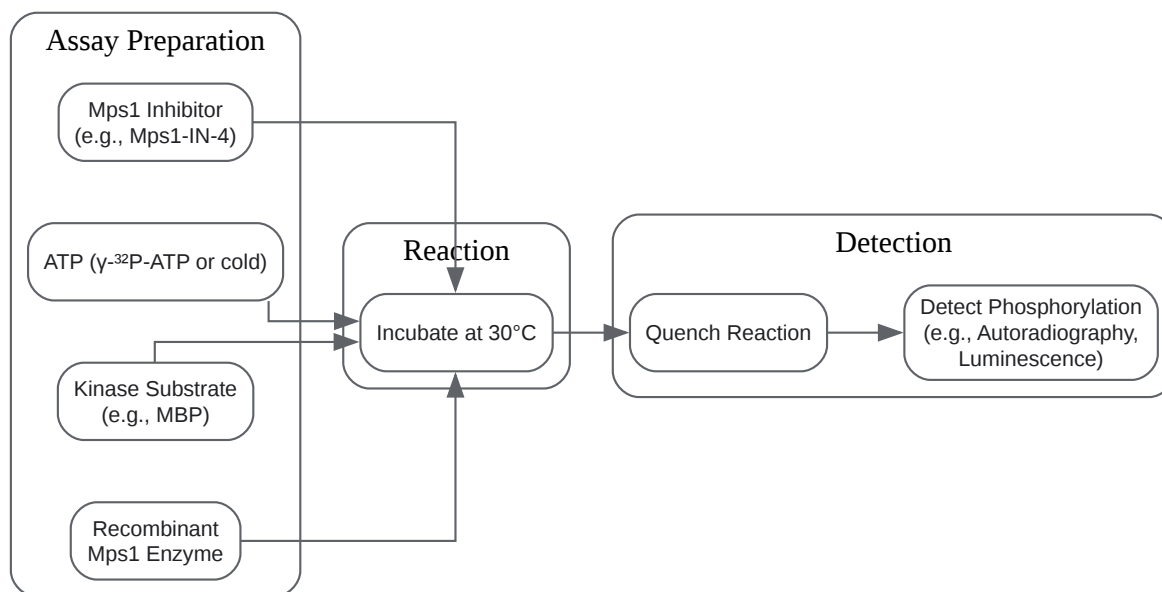 Assay Preparation
Mps1 Inhibitor
(e.g., Mps1-IN-4)
ATP (γ-³²P-ATP or cold)
Kinase Substrate
(e.g., MBP)
Recombinant
Mps1 Enzyme
Reaction
Incubate at 30°C
Detection
Quench Reaction
Detect Phosphorylation
(e.g., Autoradiography,
Luminescence)